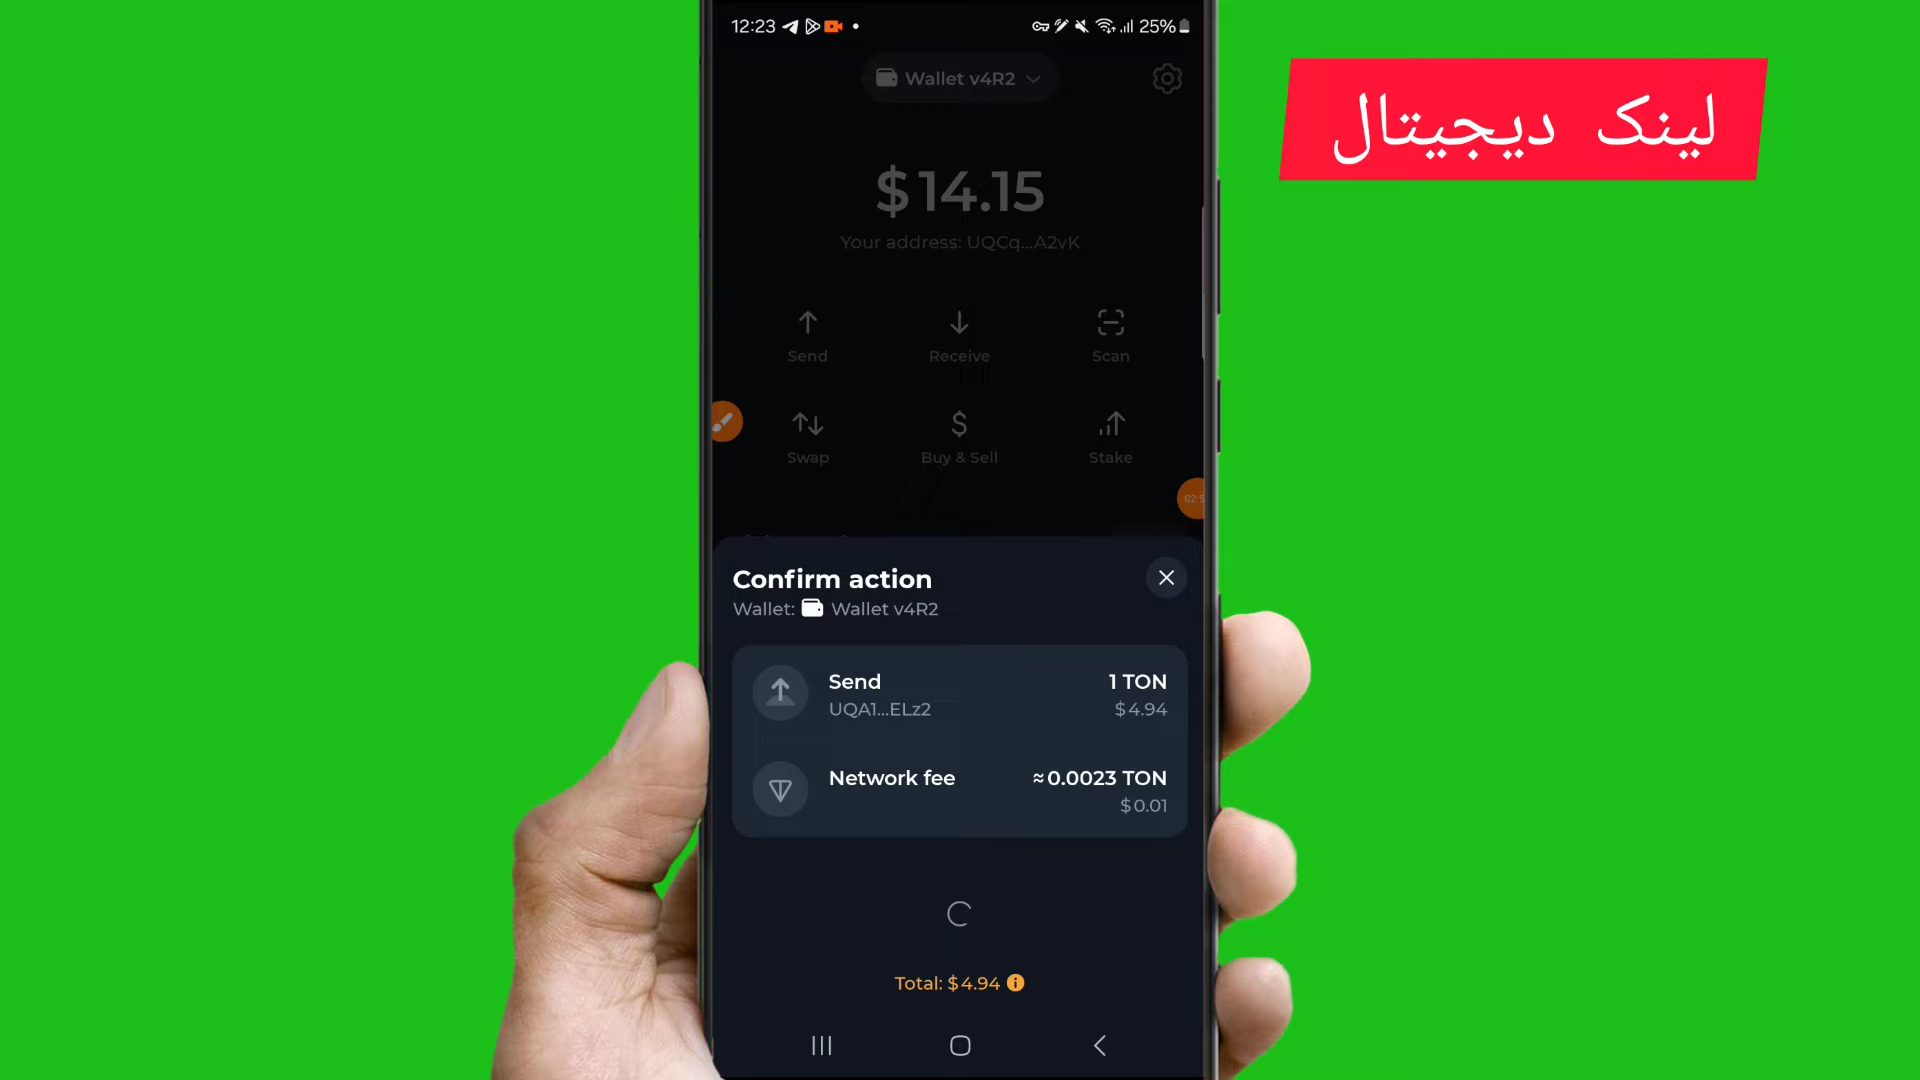 12:23
25%
Wallet v4R2
لینک دیجیتال
$14.15
Your address: UQCq...A2vK
Send
Receive
Scan
Swap
Buy & Sell
Stake
Confirm action
Wallet: Wallet v4R2
Send 1 TON
UQA1...ELz2 $4.94
Network fee ≈0.0023 TON
$0.01
Total: $4.94